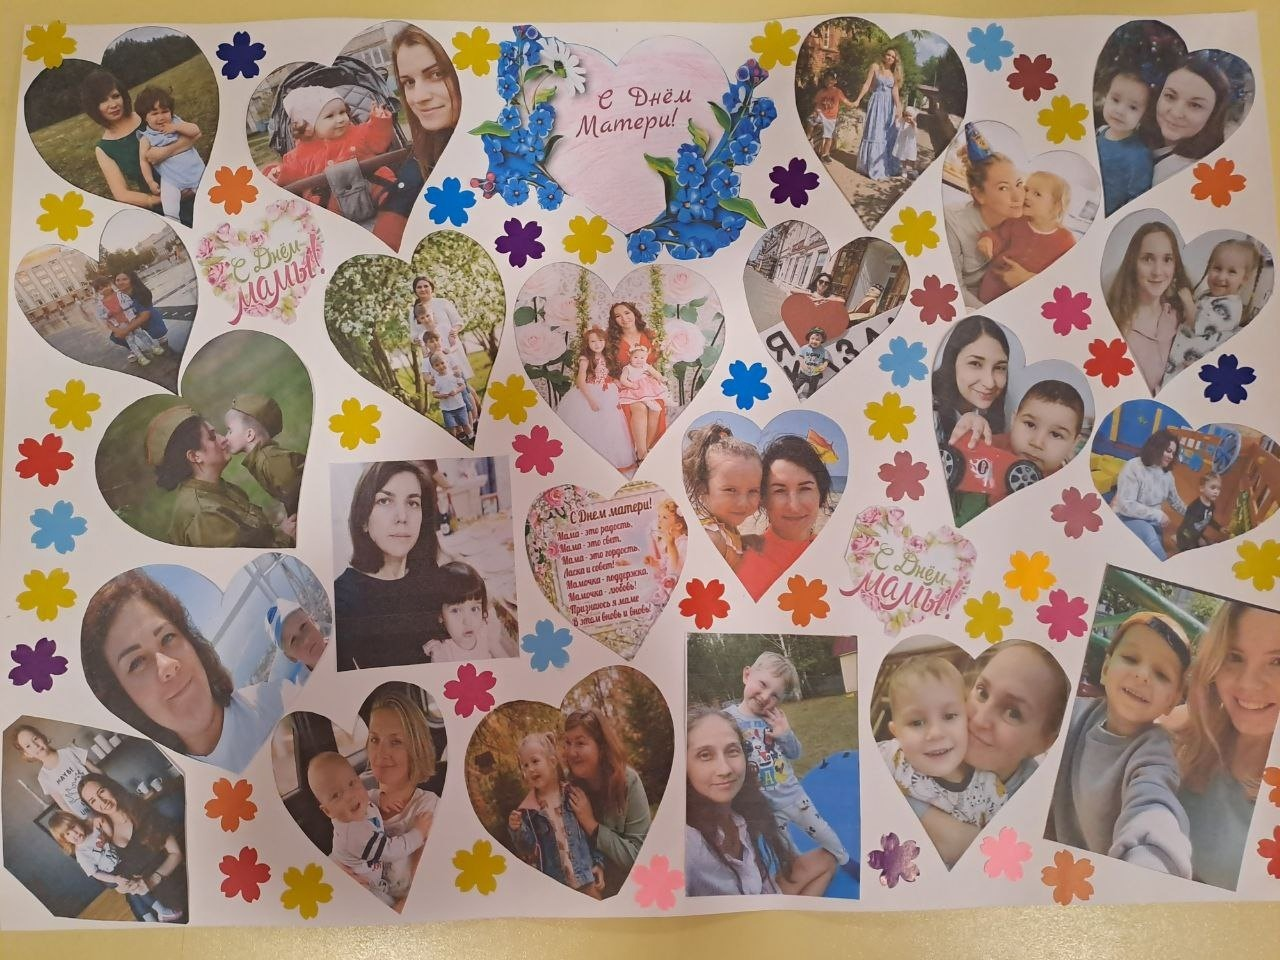 С Днём
Матери!
С Днём
мамы!
Я
С Днем матери!
Мама - это радость,
Мама - это свет,
Мама - это гордость,
Ласка и совет!
Мамочка - поддержка,
Мамочка - любовь!
Признаюсь я маме
В этом вновь и вновь!
С Днём
мамы!